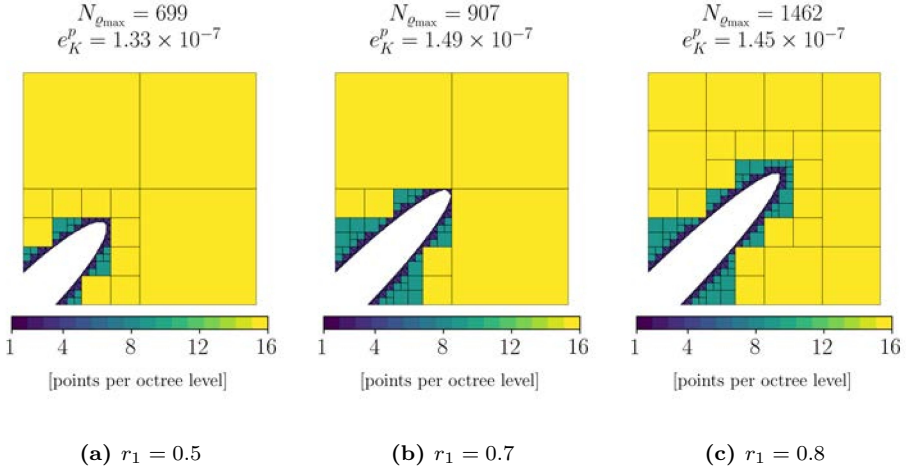 N_{ϱmax} = 699
e_K^p = 1.33 × 10^{-7}
1 4 8 12 16
[points per octree level]
(a) r_1 = 0.5
N_{ϱmax} = 907
e_K^p = 1.49 × 10^{-7}
1 4 8 12 16
[points per octree level]
(b) r_1 = 0.7
N_{ϱmax} = 1462
e_K^p = 1.45 × 10^{-7}
1 4 8 12 16
[points per octree level]
(c) r_1 = 0.8